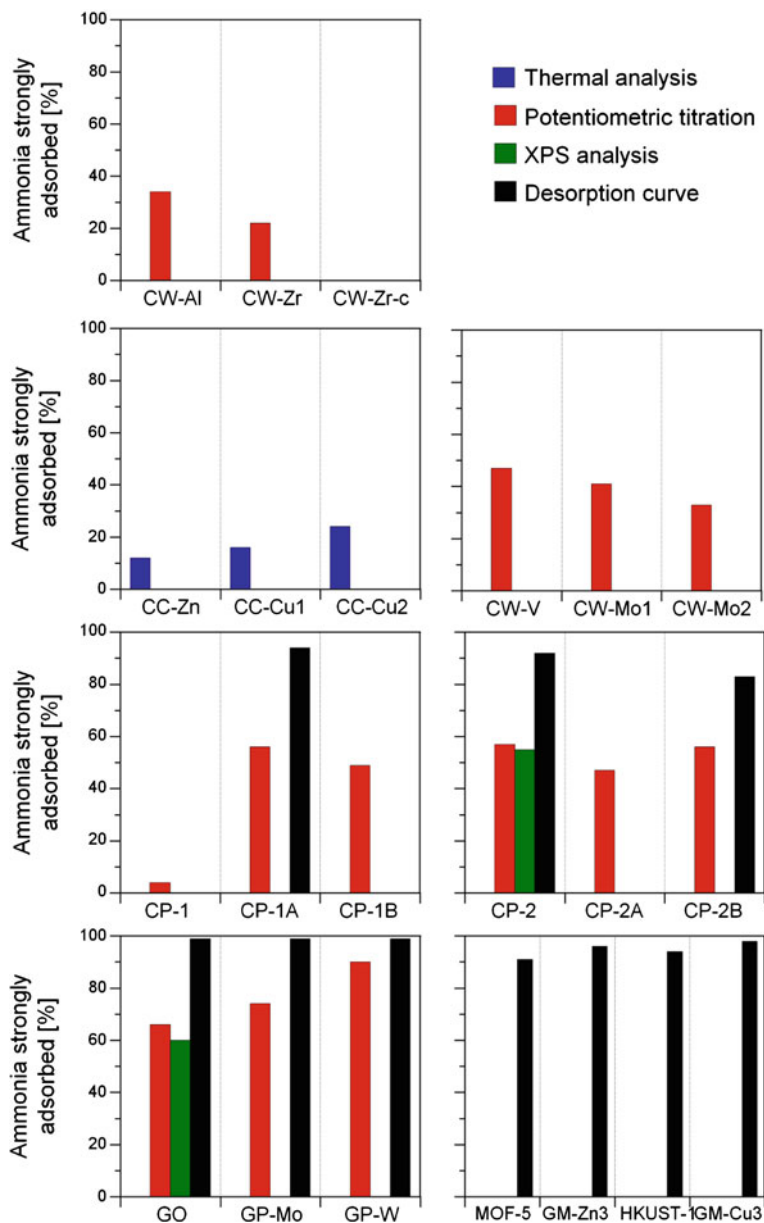 Ammonia strongly
adsorbed [%]
100
80
60
40
20
0
CW-Al CW-Zr CW-Zr-c
Thermal analysis
Potentiometric titration
XPS analysis
Desorption curve
Ammonia strongly
adsorbed [%]
100
80
60
40
20
0
CC-Zn CC-Cu1 CC-Cu2
CW-V CW-Mo1 CW-Mo2
Ammonia strongly
adsorbed [%]
100
80
60
40
20
0
CP-1 CP-1A CP-1B
CP-2 CP-2A CP-2B
Ammonia strongly
adsorbed [%]
100
80
60
40
20
0
GO GP-Mo GP-W
MOF-5 GM-Zn3 HKUST-1 GM-Cu3